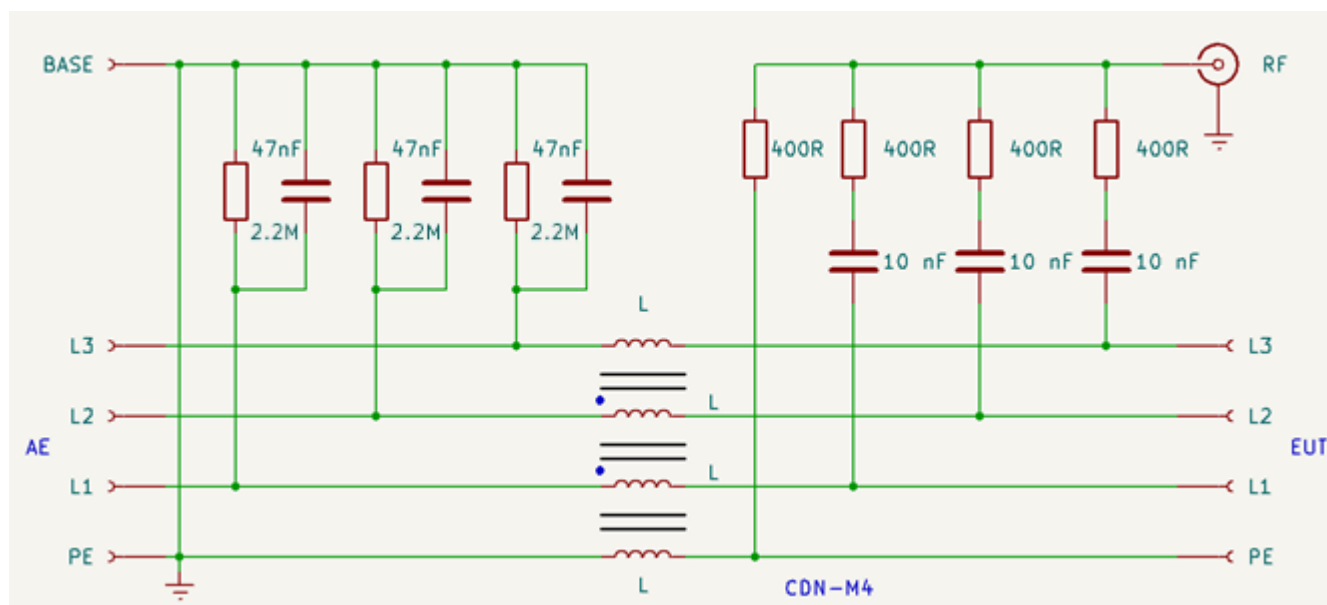 BASE
RF
47nF
47nF
47nF
400R
400R
400R
400R
2.2M
2.2M
2.2M
10 nF
10 nF
10 nF
L
L3
L3
L2
L
L2
AE
EUT
L
L1
L1
PE
PE
L
CDN-M4